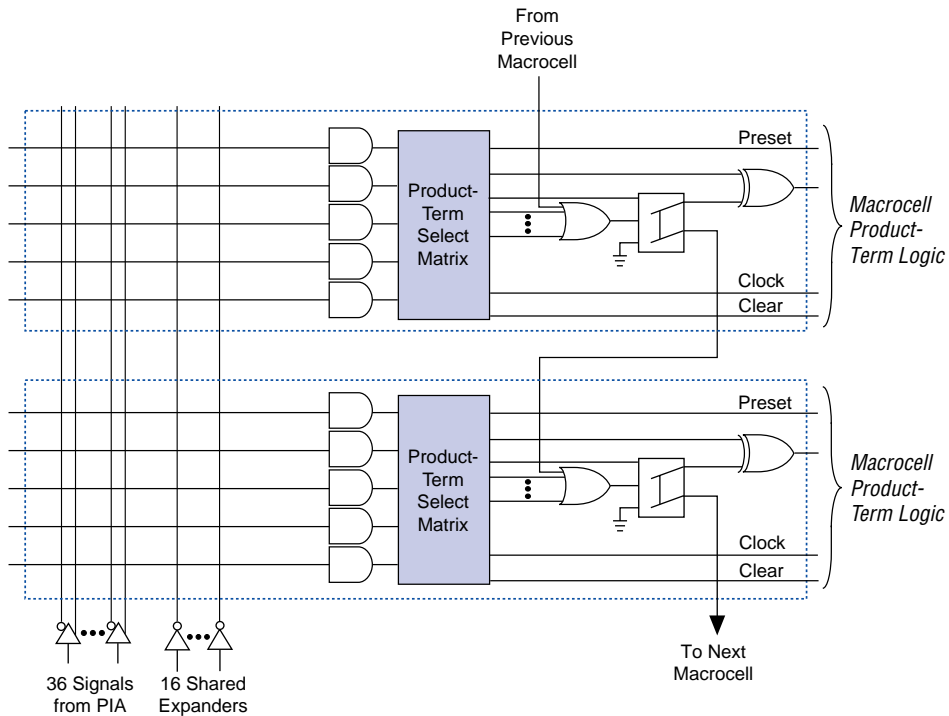 From
Previous
Macrocell
Preset
Product-
Term
Select
Matrix
Macrocell
Product-
Term Logic
Clock
Clear
Preset
Product-
Term
Select
Matrix
Macrocell
Product-
Term Logic
Clock
Clear
To Next
Macrocell
36 Signals
from PIA
16 Shared
Expanders